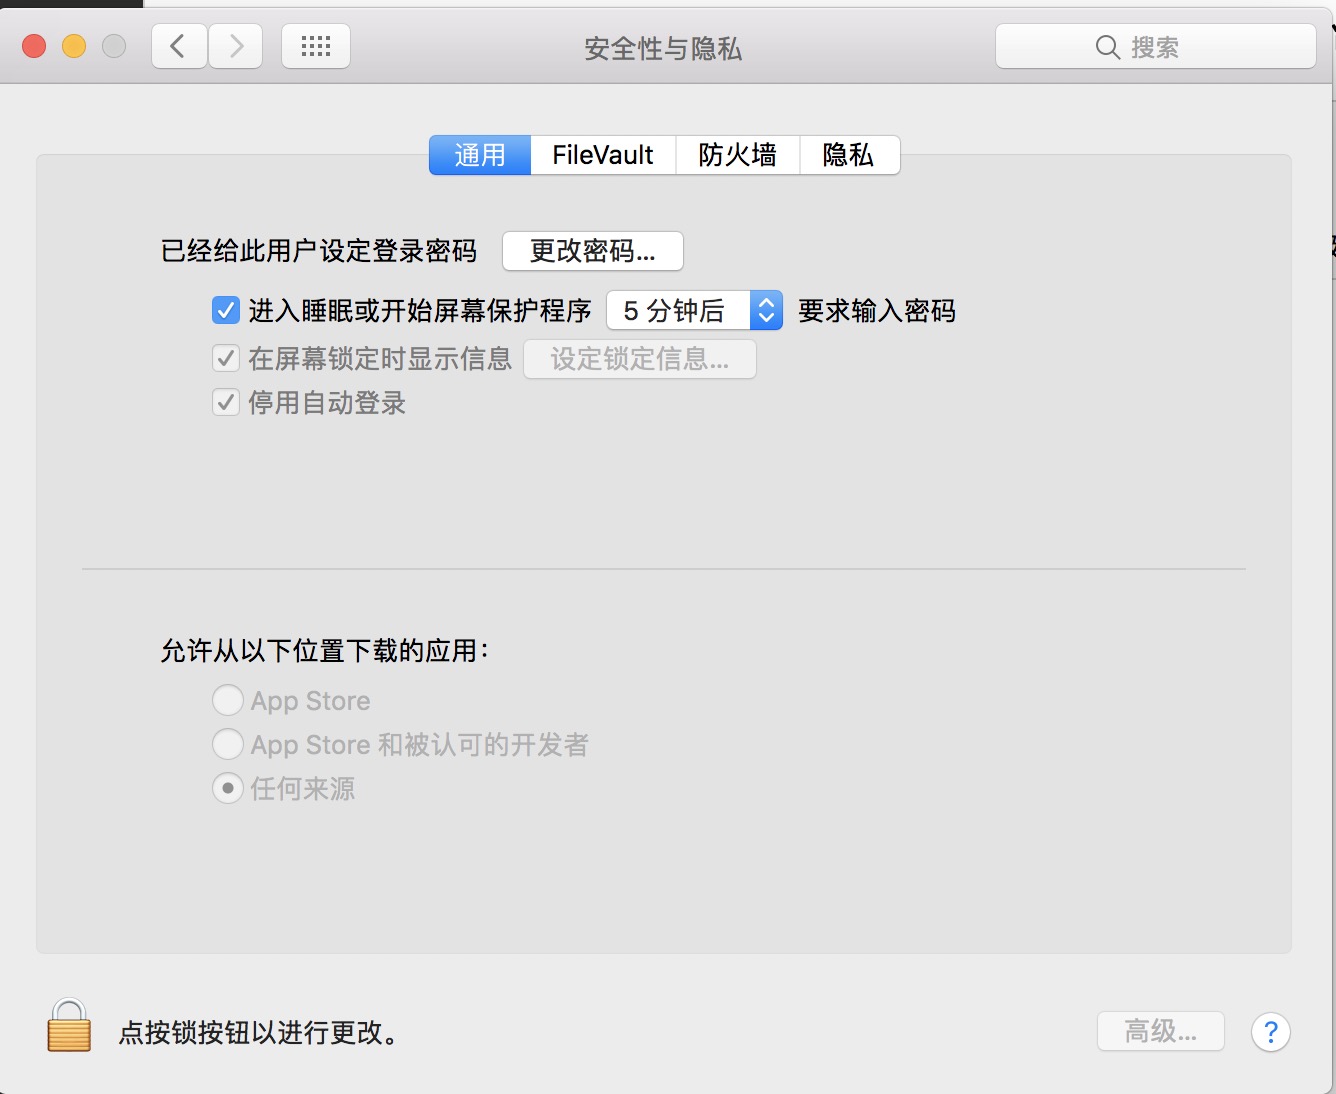 安全性与隐私
搜索
通用 FileVault 防火墙 隐私
已经给此用户设定登录密码 更改密码...
进入睡眠或开始屏幕保护程序 5 分钟后 要求输入密码
在屏幕锁定时显示信息 设定锁定信息...
停用自动登录
允许从以下位置下载的应用：
App Store
App Store 和被认可的开发者
任何来源
点按锁按钮以进行更改。
高级... ?